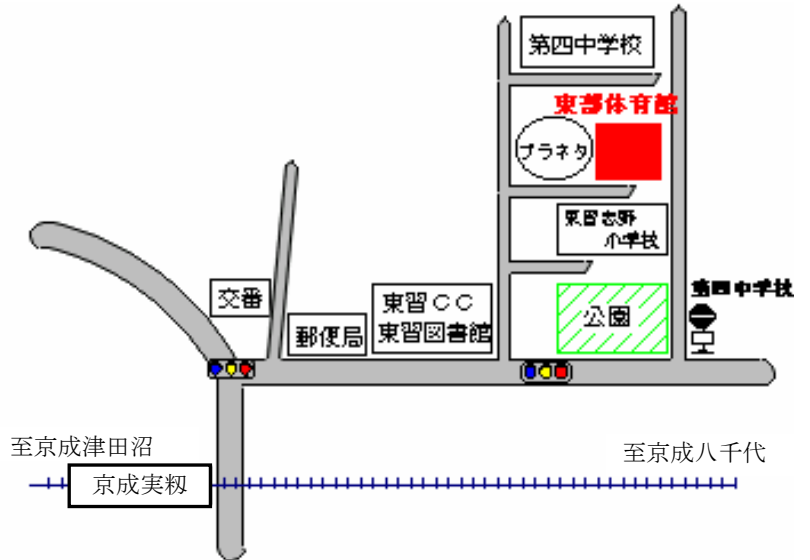 第四中学校
東部体育館
プラネタ
東習志野
小学校
第四中学校
交番
郵便局
東習CC
東習図書館
公園
至京成津田沼
至京成八千代
京成実籾